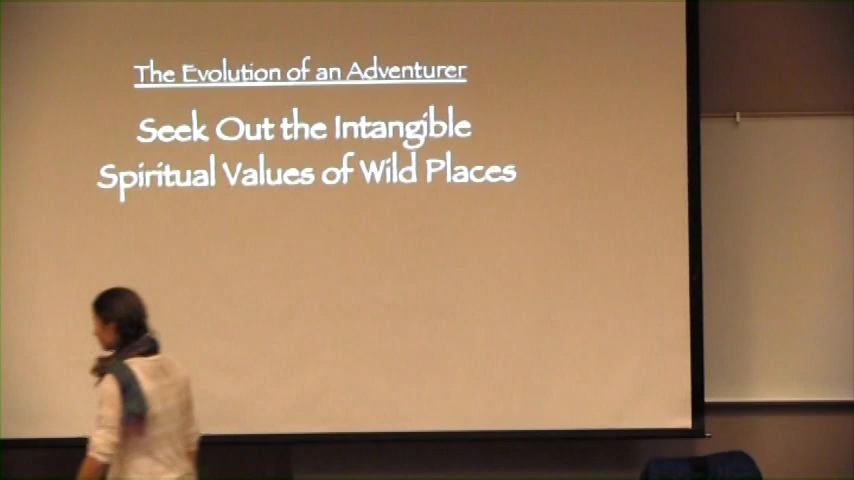 The Evolution of an Adventurer
Seek Out the Intangible
Spiritual Values of Wild Places